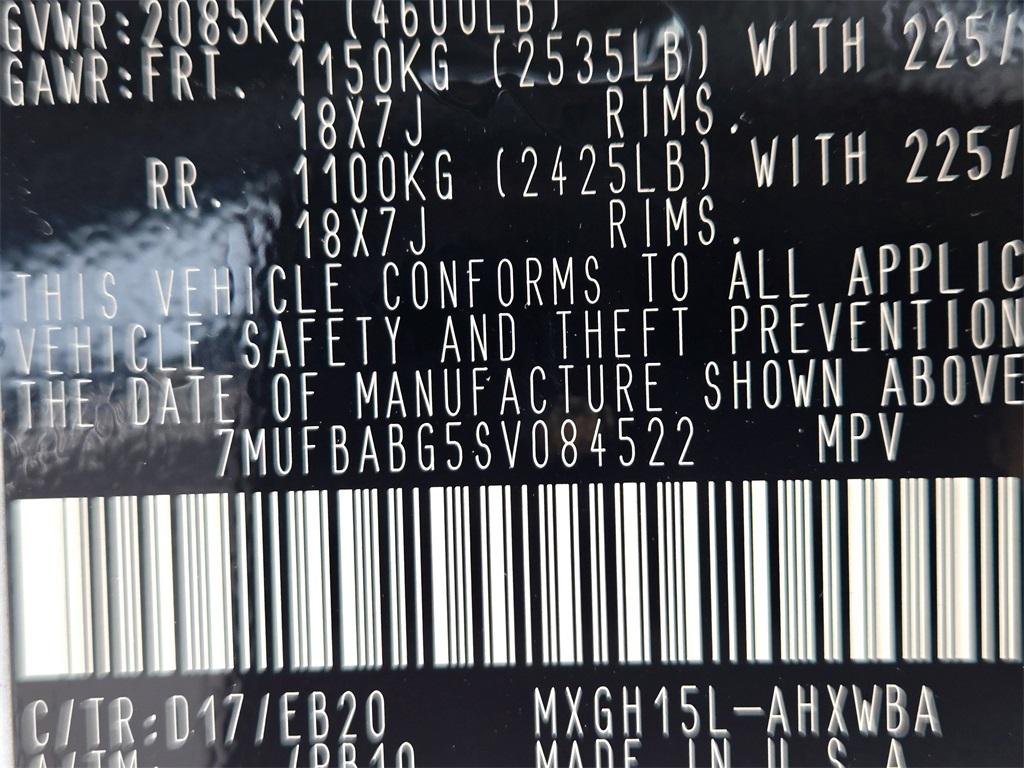 GVWR:2085KG (4600LB)
GAWR:FRT. 1150KG (2535LB) WITH 225/
18X7J RIMS.
RR. 1100KG (2425LB) WITH 225/
18X7J RIMS.
THIS VEHICLE CONFORMS TO ALL APPLIC
VEHICLE SAFETY AND THEFT PREVENTION
THE DATE OF MANUFACTURE SHOWN ABOVE
7MUFBABG5SV084522 MPV
C/TR:D17/EB20 MXGH15L-AHXWBA
A/TM. /PB10 MADE IN U.S.A